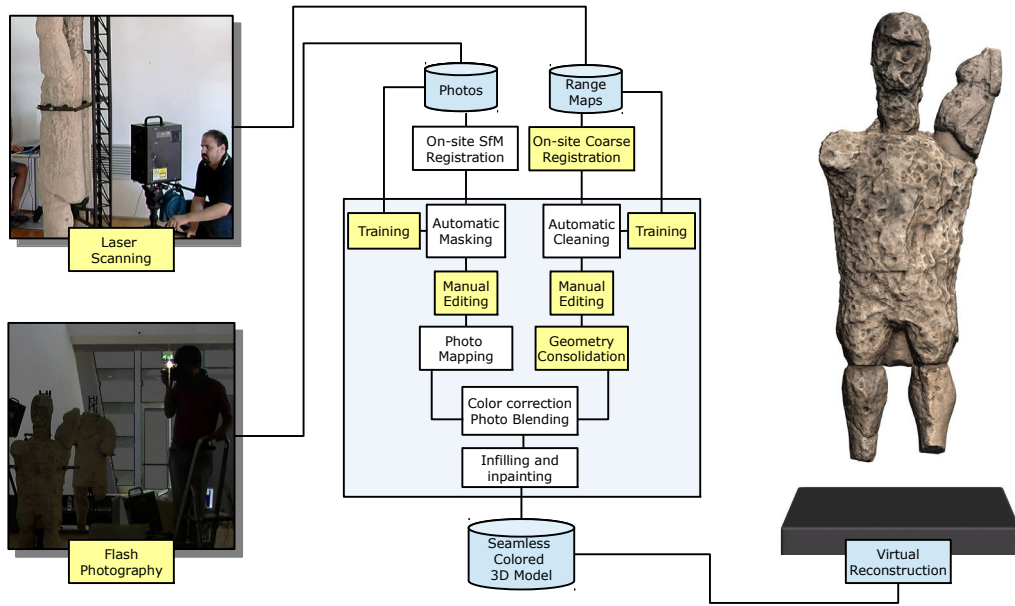 Laser
Scanning
Flash
Photography
Photos
Range
Maps
On-site SfM
Registration
On-site Coarse
Registration
Training
Automatic
Masking
Automatic
Cleaning
Training
Manual
Editing
Manual
Editing
Photo
Mapping
Geometry
Consolidation
Color correction
Photo Blending
Infilling and
inpainting
Seamless
Colored
3D Model
Virtual
Reconstruction